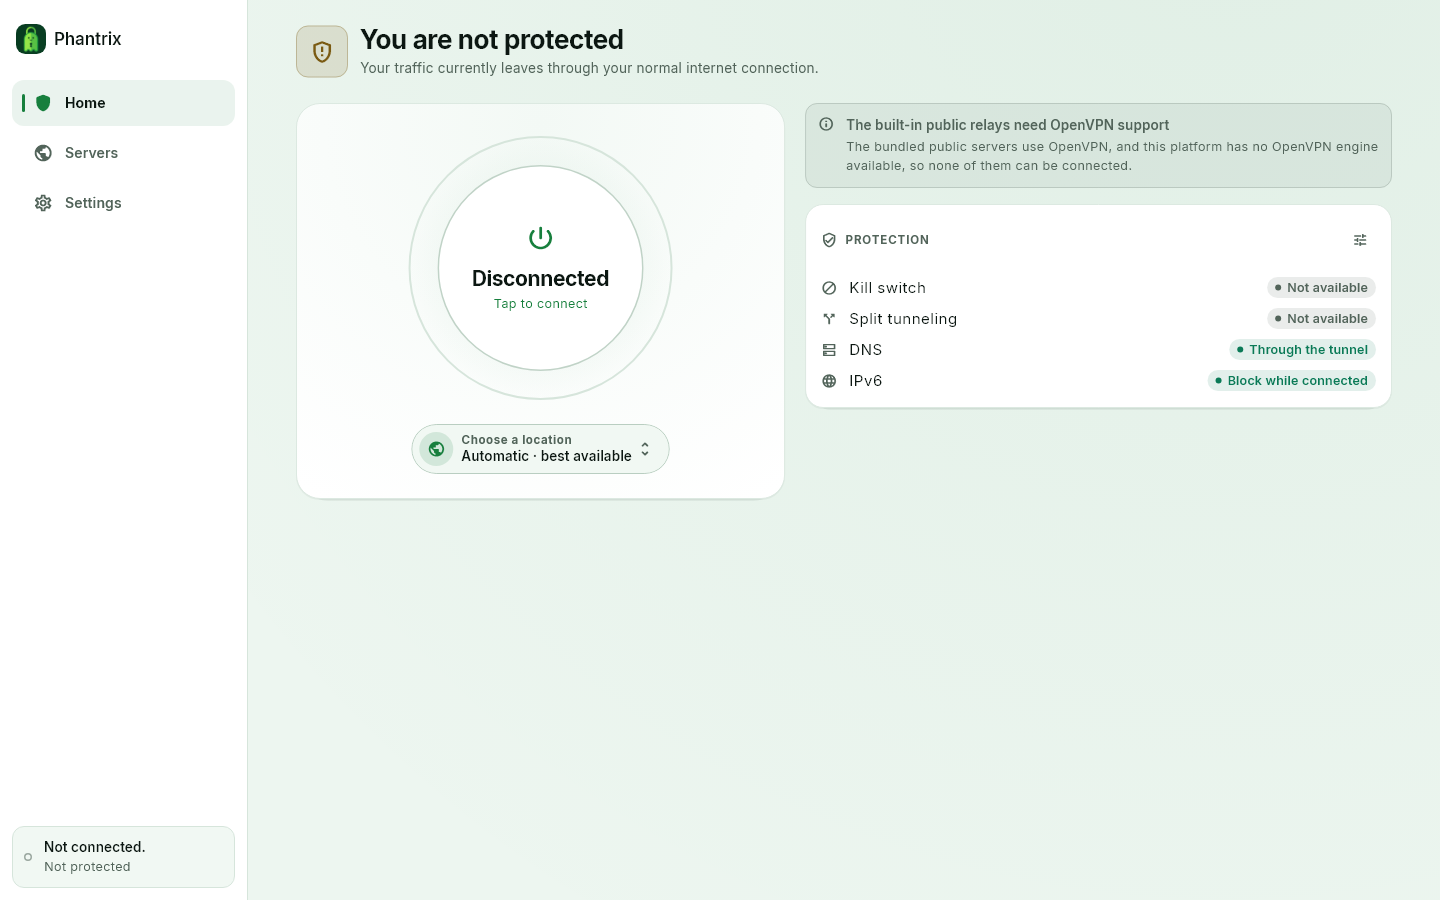 Phantrix
Home
Servers
Settings
Not connected.
Not protected
You are not protected
Your traffic currently leaves through your normal internet connection.
Disconnected
Tap to connect
Choose a location
Automatic · best available
The built-in public relays need OpenVPN support
The bundled public servers use OpenVPN, and this platform has no OpenVPN engine
available, so none of them can be connected.
PROTECTION
Kill switch
Not available
Split tunneling
Not available
DNS
Through the tunnel
IPv6
Block while connected